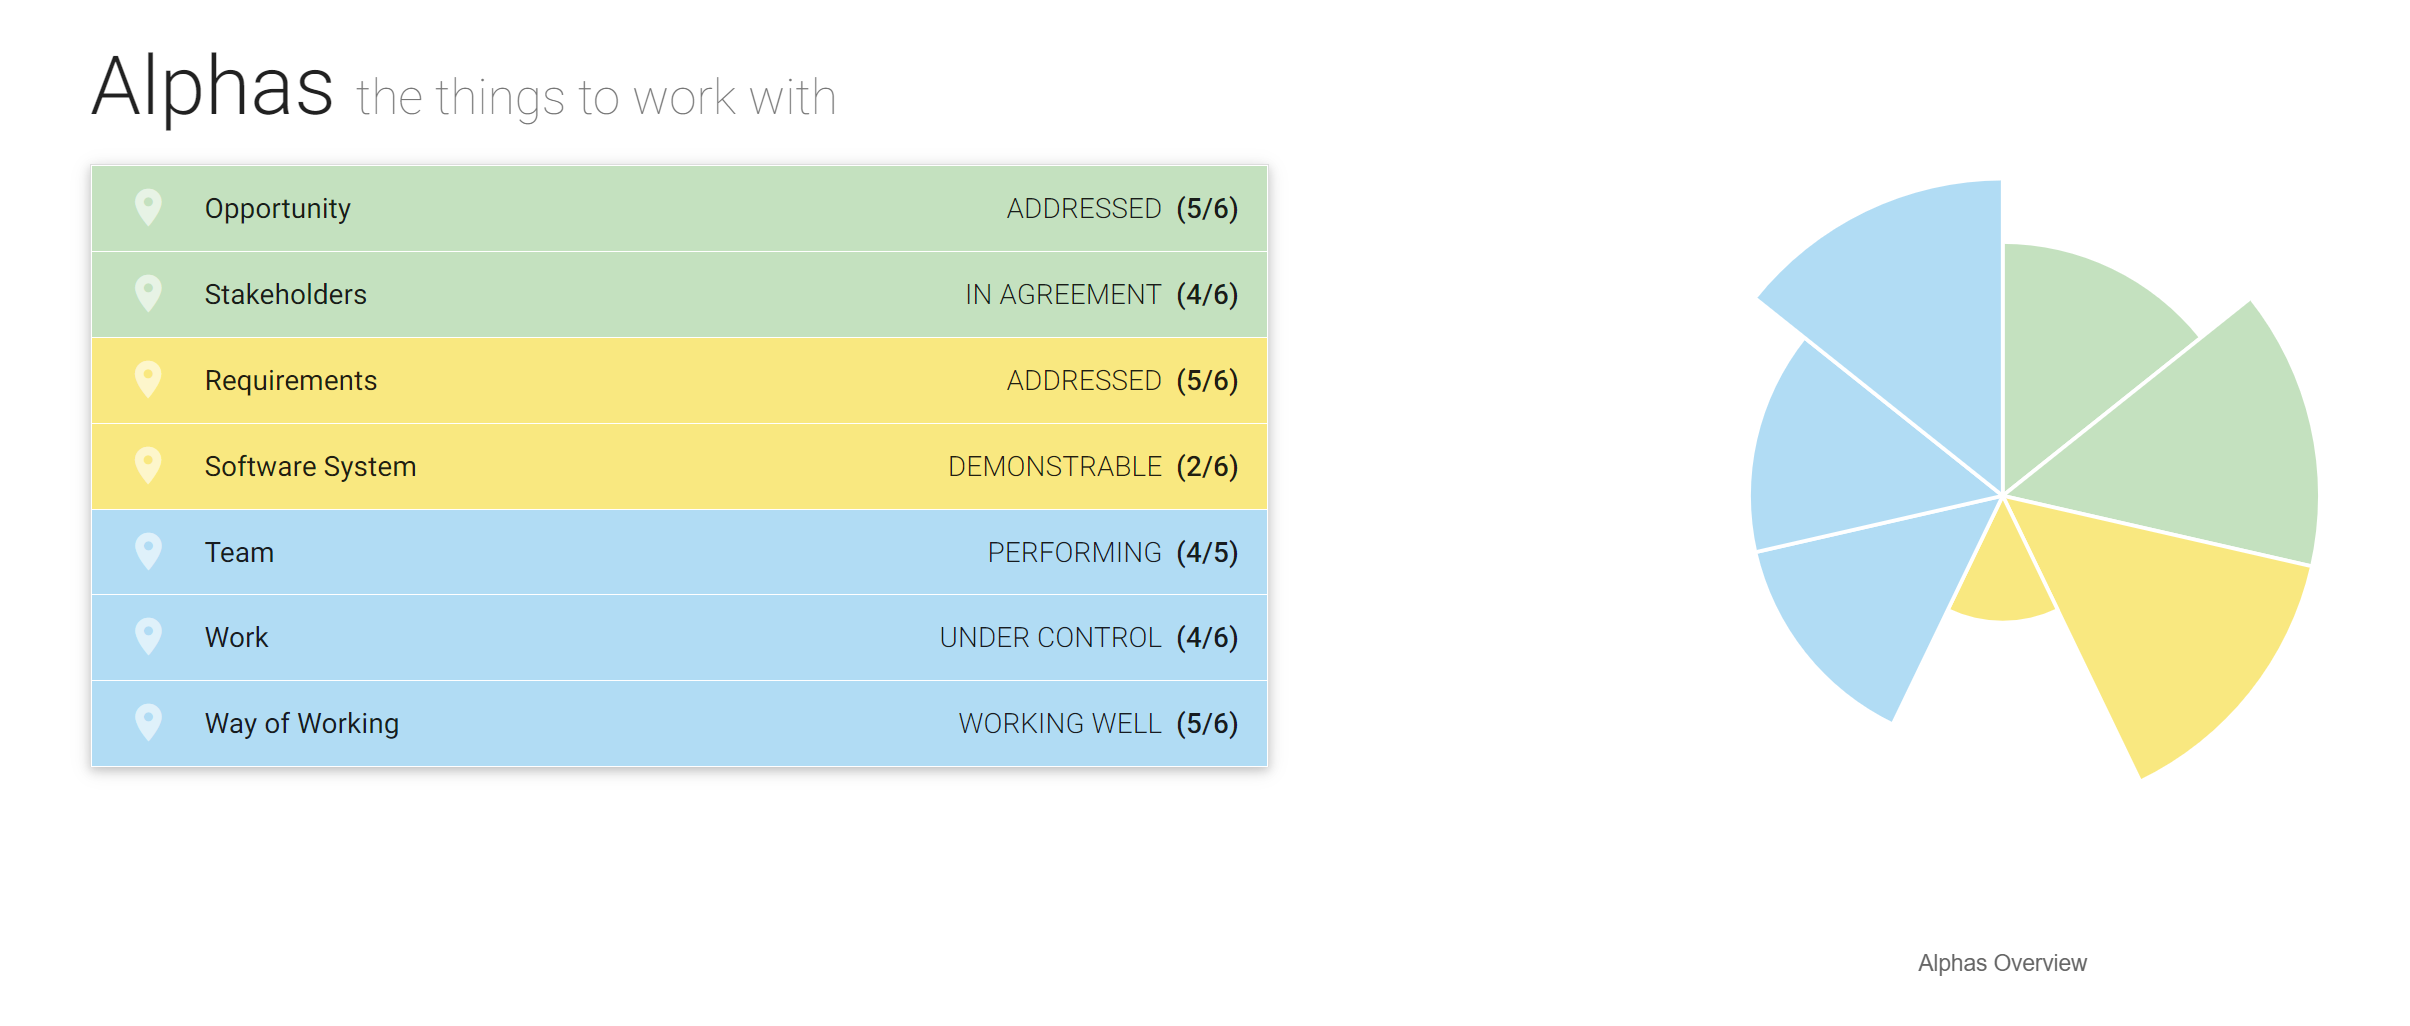 Alphas the things to work with
Opportunity ADDRESSED (5/6)
Stakeholders IN AGREEMENT (4/6)
Requirements ADDRESSED (5/6)
Software System DEMONSTRABLE (2/6)
Team PERFORMING (4/5)
Work UNDER CONTROL (4/6)
Way of Working WORKING WELL (5/6)
Alphas Overview